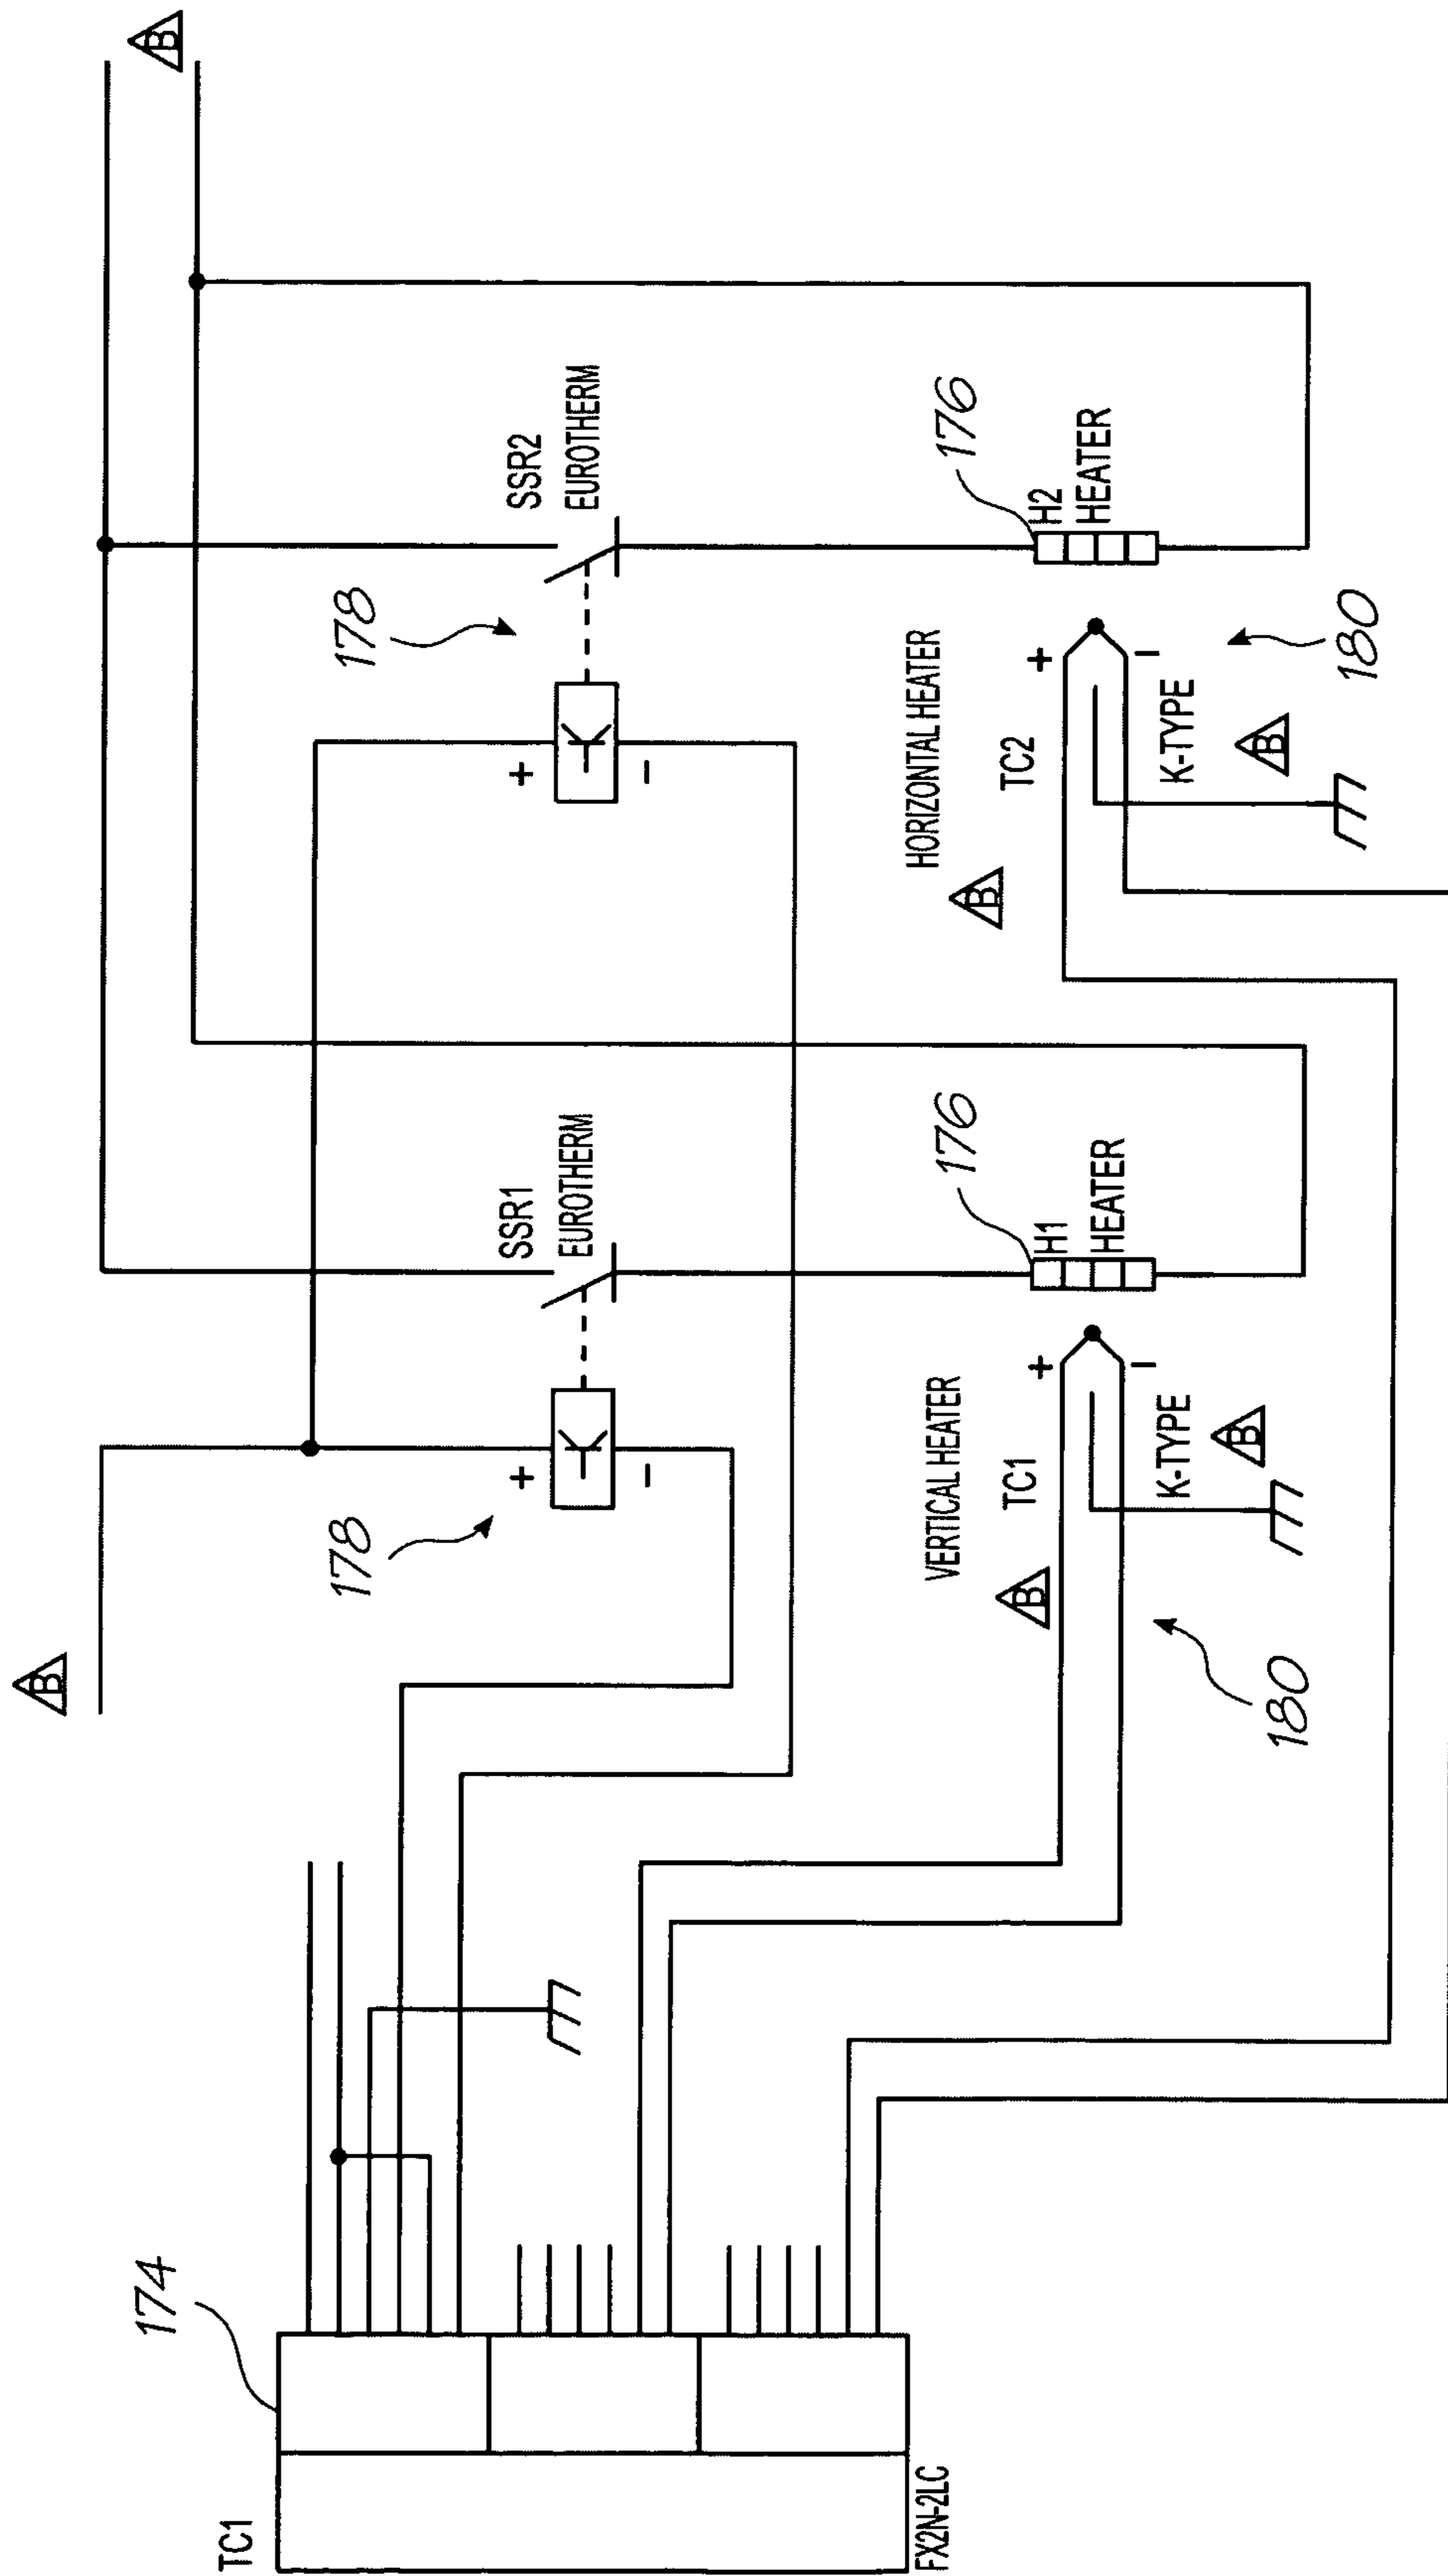 TC1
174
FX2N-2LC
B
178
+
−
SSR1
EUROTHERM
178
+
−
SSR2
EUROTHERM
B
VERTICAL HEATER
B
TC1
+
−
K-TYPE
B
180
176
H1
HEATER
HORIZONTAL HEATER
B
TC2
+
−
K-TYPE
B
180
176
H2
HEATER